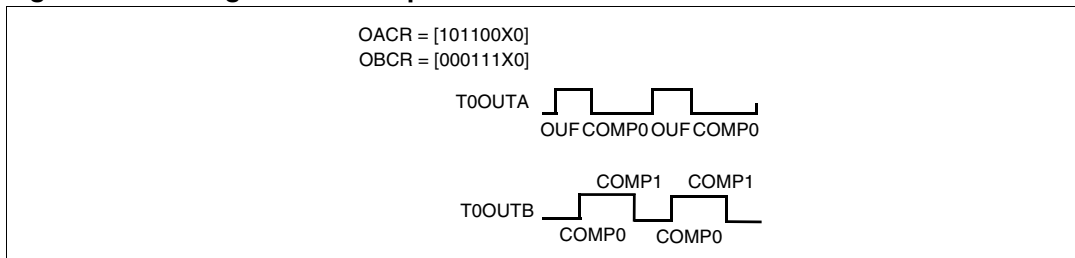 OACR = [101100X0]
OBCR = [000111X0]
T0OUTA
OUF COMP0 OUF COMP0
COMP1 COMP1
T0OUTB
COMP0 COMP0